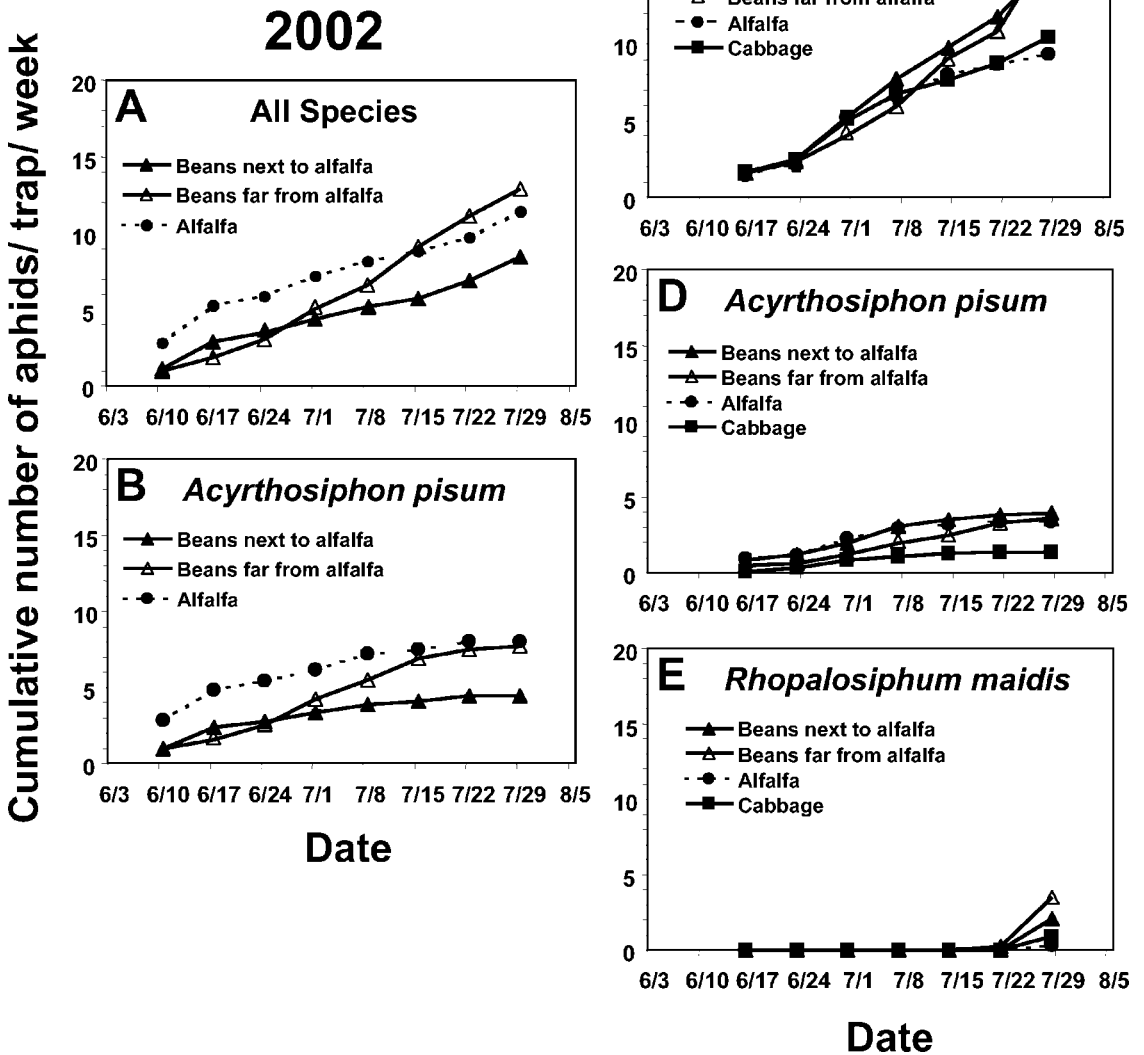 2002
Cumulative number of aphids/ trap/ week
A
All Species
20
15
10
5
0
Beans next to alfalfa
Beans far from alfalfa
Alfalfa
6/3 6/10 6/17 6/24 7/1 7/8 7/15 7/22 7/29 8/5
B
Acyrthosiphon pisum
20
15
10
5
0
Beans next to alfalfa
Beans far from alfalfa
Alfalfa
6/3 6/10 6/17 6/24 7/1 7/8 7/15 7/22 7/29 8/5
Date
Beans far from alfalfa
Alfalfa
Cabbage
10
5
0
6/3 6/10 6/17 6/24 7/1 7/8 7/15 7/22 7/29 8/5
D
Acyrthosiphon pisum
20
15
10
5
0
Beans next to alfalfa
Beans far from alfalfa
Alfalfa
Cabbage
6/3 6/10 6/17 6/24 7/1 7/8 7/15 7/22 7/29 8/5
E
Rhopalosiphum maidis
20
15
10
5
0
Beans next to alfalfa
Beans far from alfalfa
Alfalfa
Cabbage
6/3 6/10 6/17 6/24 7/1 7/8 7/15 7/22 7/29 8/5
Date